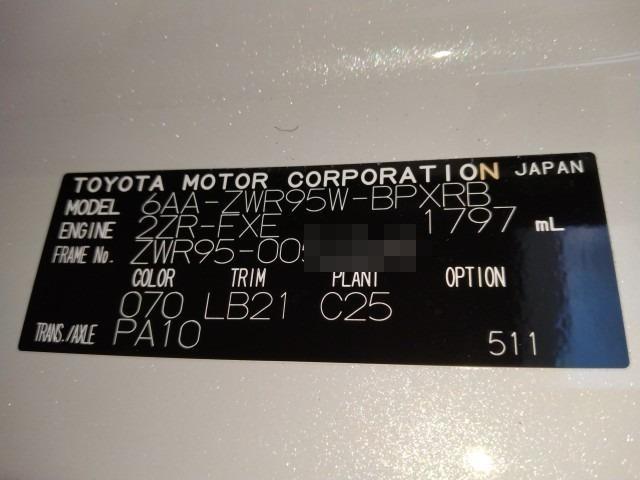 TOYOTA MOTOR CORPORATION JAPAN
MODEL 6AA-ZWR95W-BPXRB
ENGINE 2ZR-FXE 1797 mL
FRAME No. ZWR95-005
COLOR TRIM PLANT OPTION
070 LB21 C25
TRANS./AXLE PA10 511